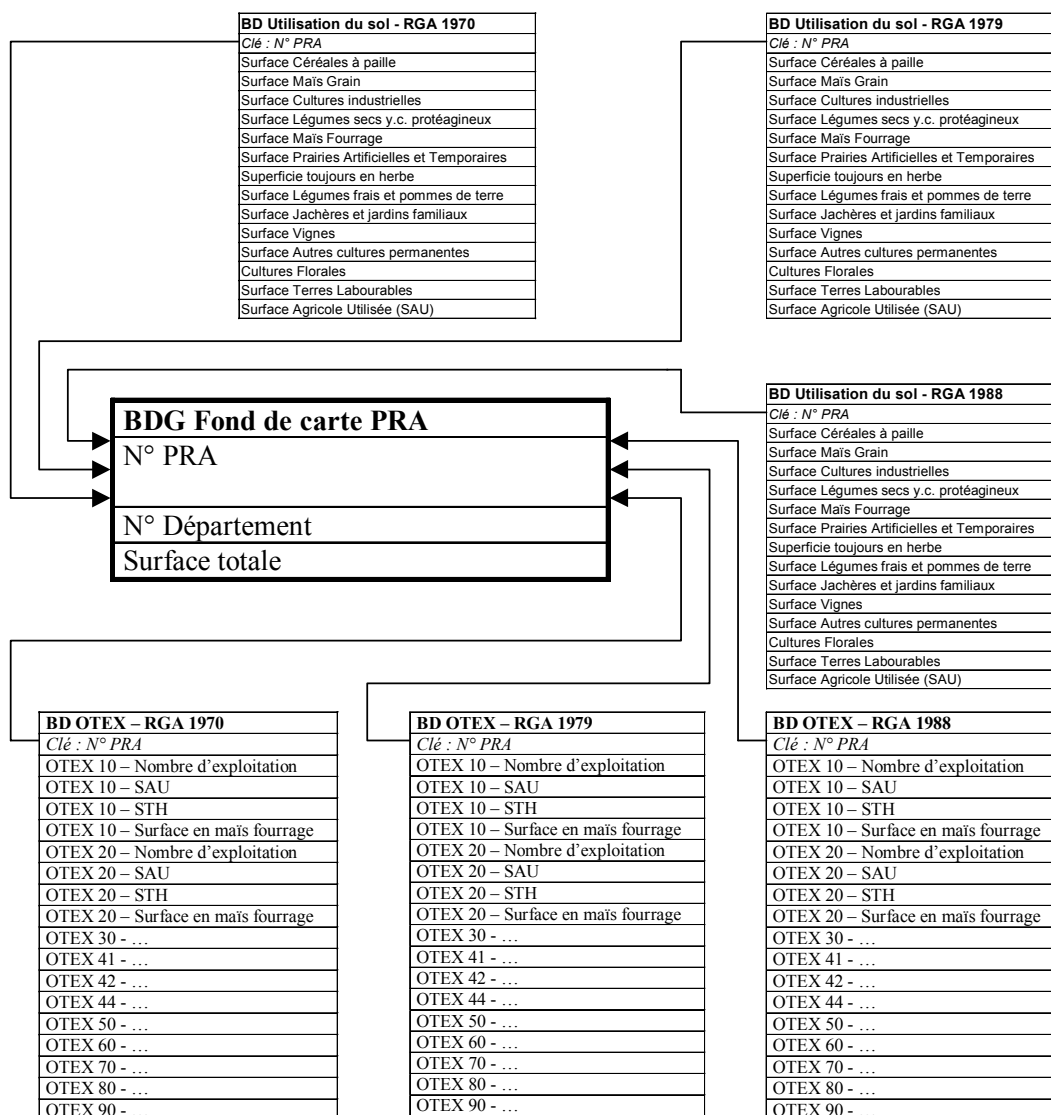 BD Utilisation du sol - RGA 1970
Clé : N° PRA
Surface Céréales à paille
Surface Maïs Grain
Surface Cultures industrielles
Surface Légumes secs y.c. protéagineux
Surface Maïs Fourrage
Surface Prairies Artificielles et Temporaires
Superficie toujours en herbe
Surface Légumes frais et pommes de terre
Surface Jachères et jardins familiaux
Surface Vignes
Surface Autres cultures permanentes
Cultures Florales
Surface Terres Labourables
Surface Agricole Utilisée (SAU)
BD Utilisation du sol - RGA 1979
Clé : N° PRA
Surface Céréales à paille
Surface Maïs Grain
Surface Cultures industrielles
Surface Légumes secs y.c. protéagineux
Surface Maïs Fourrage
Surface Prairies Artificielles et Temporaires
Superficie toujours en herbe
Surface Légumes frais et pommes de terre
Surface Jachères et jardins familiaux
Surface Vignes
Surface Autres cultures permanentes
Cultures Florales
Surface Terres Labourables
Surface Agricole Utilisée (SAU)
BDG Fond de carte PRA
N° PRA
N° Département
Surface totale
BD Utilisation du sol - RGA 1988
Clé : N° PRA
Surface Céréales à paille
Surface Maïs Grain
Surface Cultures industrielles
Surface Légumes secs y.c. protéagineux
Surface Maïs Fourrage
Surface Prairies Artificielles et Temporaires
Superficie toujours en herbe
Surface Légumes frais et pommes de terre
Surface Jachères et jardins familiaux
Surface Vignes
Surface Autres cultures permanentes
Cultures Florales
Surface Terres Labourables
Surface Agricole Utilisée (SAU)
BD OTEX – RGA 1970
Clé : N° PRA
OTEX 10 – Nombre d'exploitation
OTEX 10 – SAU
OTEX 10 – STH
OTEX 10 – Surface en maïs fourrage
OTEX 20 – Nombre d'exploitation
OTEX 20 – SAU
OTEX 20 – STH
OTEX 20 – Surface en maïs fourrage
OTEX 30 - …
OTEX 41 - …
OTEX 42 - …
OTEX 44 - …
OTEX 50 - …
OTEX 60 - …
OTEX 70 - …
OTEX 80 - …
OTEX 90 - …
BD OTEX – RGA 1979
Clé : N° PRA
OTEX 10 – Nombre d'exploitation
OTEX 10 – SAU
OTEX 10 – STH
OTEX 10 – Surface en maïs fourrage
OTEX 20 – Nombre d'exploitation
OTEX 20 – SAU
OTEX 20 – STH
OTEX 20 – Surface en maïs fourrage
OTEX 30 - …
OTEX 41 - …
OTEX 42 - …
OTEX 44 - …
OTEX 50 - …
OTEX 60 - …
OTEX 70 - …
OTEX 80 - …
OTEX 90 - …
BD OTEX – RGA 1988
Clé : N° PRA
OTEX 10 – Nombre d'exploitation
OTEX 10 – SAU
OTEX 10 – STH
OTEX 10 – Surface en maïs fourrage
OTEX 20 – Nombre d'exploitation
OTEX 20 – SAU
OTEX 20 – STH
OTEX 20 – Surface en maïs fourrage
OTEX 30 - …
OTEX 41 - …
OTEX 42 - …
OTEX 44 - …
OTEX 50 - …
OTEX 60 - …
OTEX 70 - …
OTEX 80 - …
OTEX 90 - …